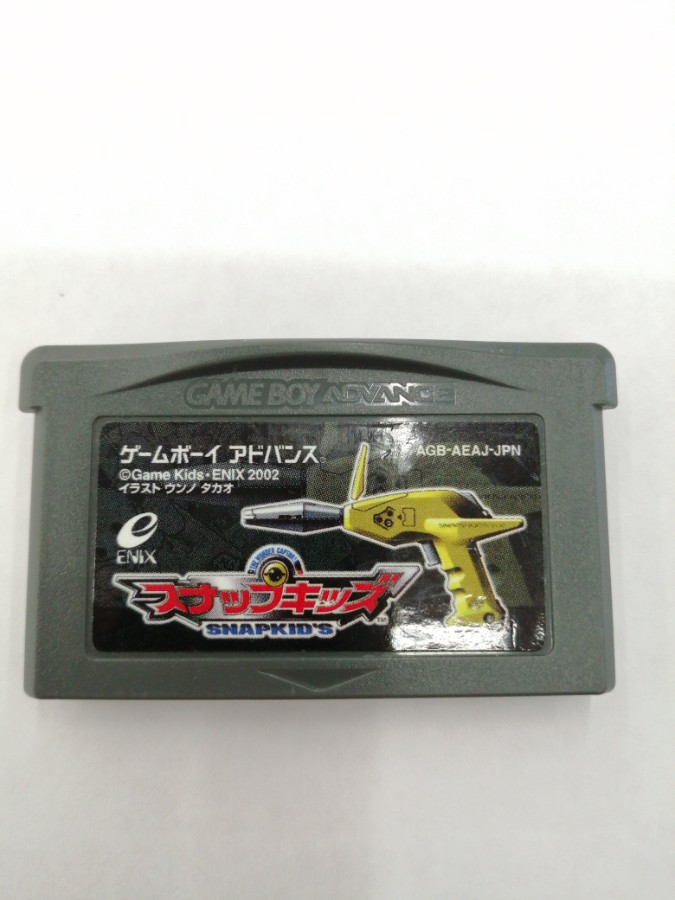 GAME BOY ADVANCE
ゲームボーイ アドバンス
AGB-AEAJ-JPN
©Game Kids・ENIX 2002
イラスト ウンノ タカオ
ENIX
スナップキッズ™
SNAPKID'S